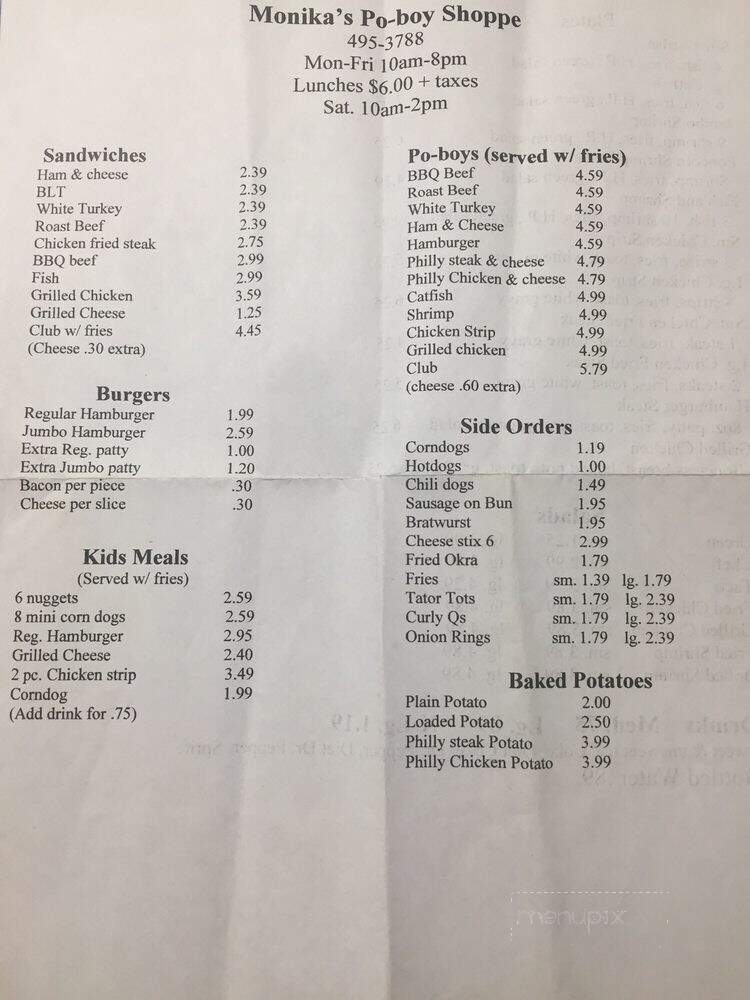 Monika's Po-boy Shoppe
495-3788
Mon-Fri 10am-8pm
Lunches $6.00 + taxes
Sat. 10am-2pm
Sandwiches
Ham & cheese 2.39
BLT 2.39
White Turkey 2.39
Roast Beef 2.39
Chicken fried steak 2.75
BBQ beef 2.99
Fish 2.99
Grilled Chicken 3.59
Grilled Cheese 1.25
Club w/ fries 4.45
(Cheese .30 extra)
Burgers
Regular Hamburger 1.99
Jumbo Hamburger 2.59
Extra Reg. patty 1.00
Extra Jumbo patty 1.20
Bacon per piece .30
Cheese per slice .30
Kids Meals
(Served w/ fries)
6 nuggets 2.59
8 mini corn dogs 2.59
Reg. Hamburger 2.95
Grilled Cheese 2.40
2 pc. Chicken strip 3.49
Corndog 1.99
(Add drink for .75)
Po-boys (served w/ fries)
BBQ Beef 4.59
Roast Beef 4.59
White Turkey 4.59
Ham & Cheese 4.59
Hamburger 4.59
Philly steak & cheese 4.79
Philly Chicken & cheese 4.79
Catfish 4.99
Shrimp 4.99
Chicken Strip 4.99
Grilled chicken 4.99
Club 5.79
(cheese .60 extra)
Side Orders
Corndogs 1.19
Hotdogs 1.00
Chili dogs 1.49
Sausage on Bun 1.95
Bratwurst 1.95
Cheese stix 6 2.99
Fried Okra 1.79
Fries sm. 1.39 lg. 1.79
Tator Tots sm. 1.79 lg. 2.39
Curly Qs sm. 1.79 lg. 2.39
Onion Rings sm. 1.79 lg. 2.39
Baked Potatoes
Plain Potato 2.00
Loaded Potato 2.50
Philly steak Potato 3.99
Philly Chicken Potato 3.99
menupix